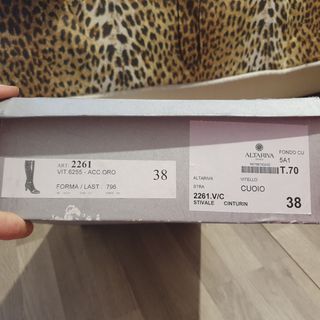 ART: 2261
VIT.6255 - ACC.ORO
38
FORMA / LAST : 796
ALTARIVA
FONDO CU
5A1
T.70
ALTARIVA
VITELLO
STRA
CUOIO
2261.V/C
STIVALE CINTURIN
38